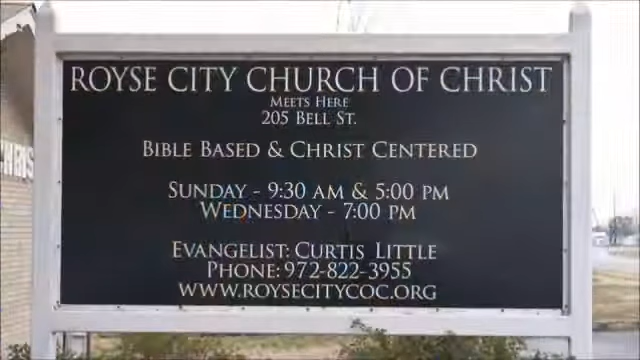 ROYSE CITY CHURCH OF CHRIST
MEETS HERE
205 BELL ST.
BIBLE BASED & CHRIST CENTERED
SUNDAY - 9:30 AM & 5:00 PM
WEDNESDAY - 7:00 PM
EVANGELIST: CURTIS LITTLE
PHONE: 972-822-3955
WWW.ROYSECITYCOC.ORG